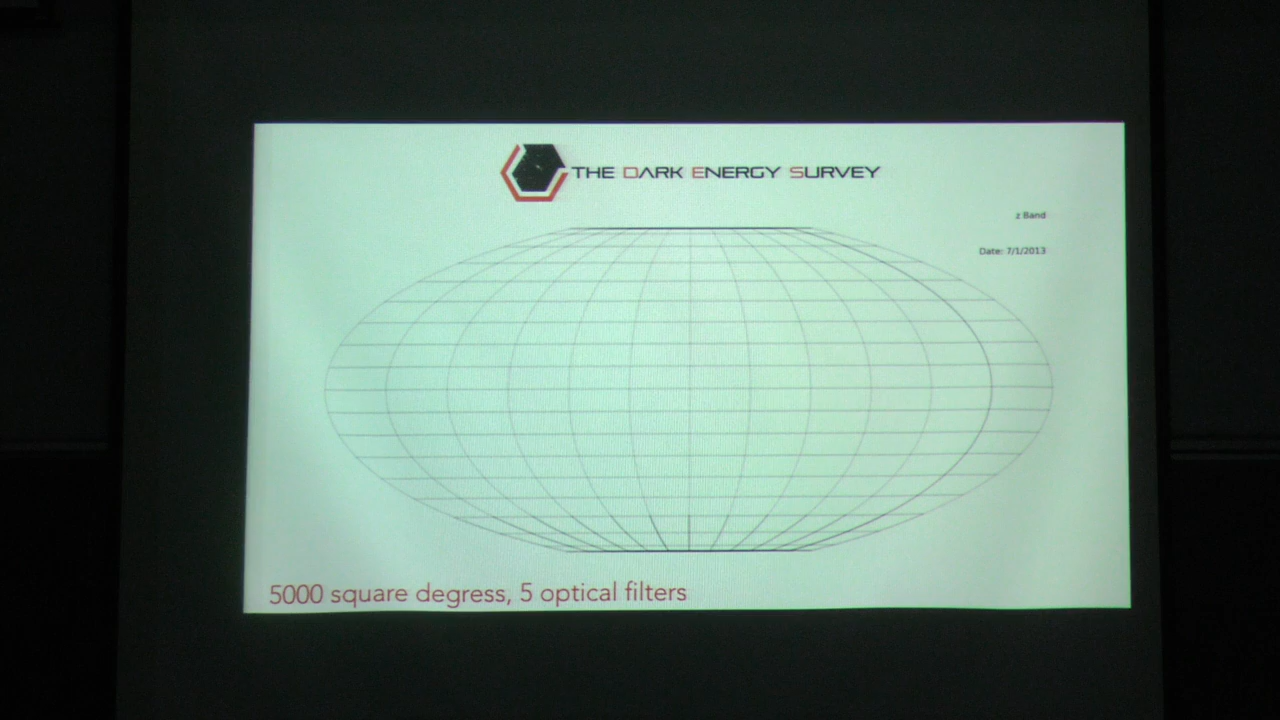 THE DARK ENERGY SURVEY
z Band
Date: 7/1/2013
5000 square degress, 5 optical filters